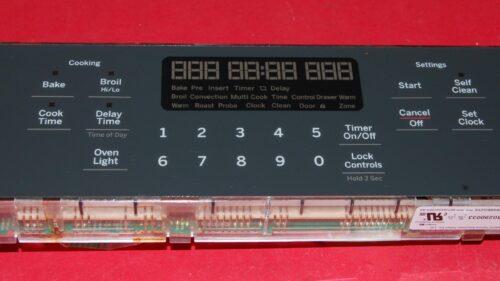 Cooking
Settings
Bake
Broil
Hi/Lo
Cook
Time
Delay
Time
Time of Day
Oven
Light
888 88:88 888
Bake Pre Insert Timer Delay
Broil Convection Multi Cook Time Control Drawer Warm
Warm Roast Probe Clock Clean Door Zone
1 2 3 4 5
6 7 8 9 0
Timer
On/Off
Lock
Controls
Hold 3 Sec
Start
Self
Clean
Cancel
Off
Set
Clock